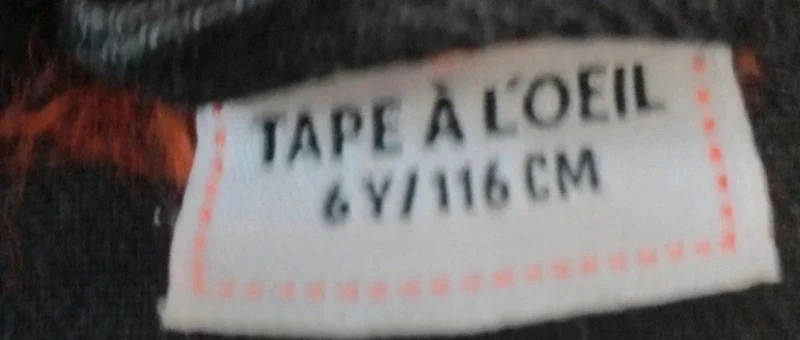 TAPE À L'OEIL
6 Y/116 CM